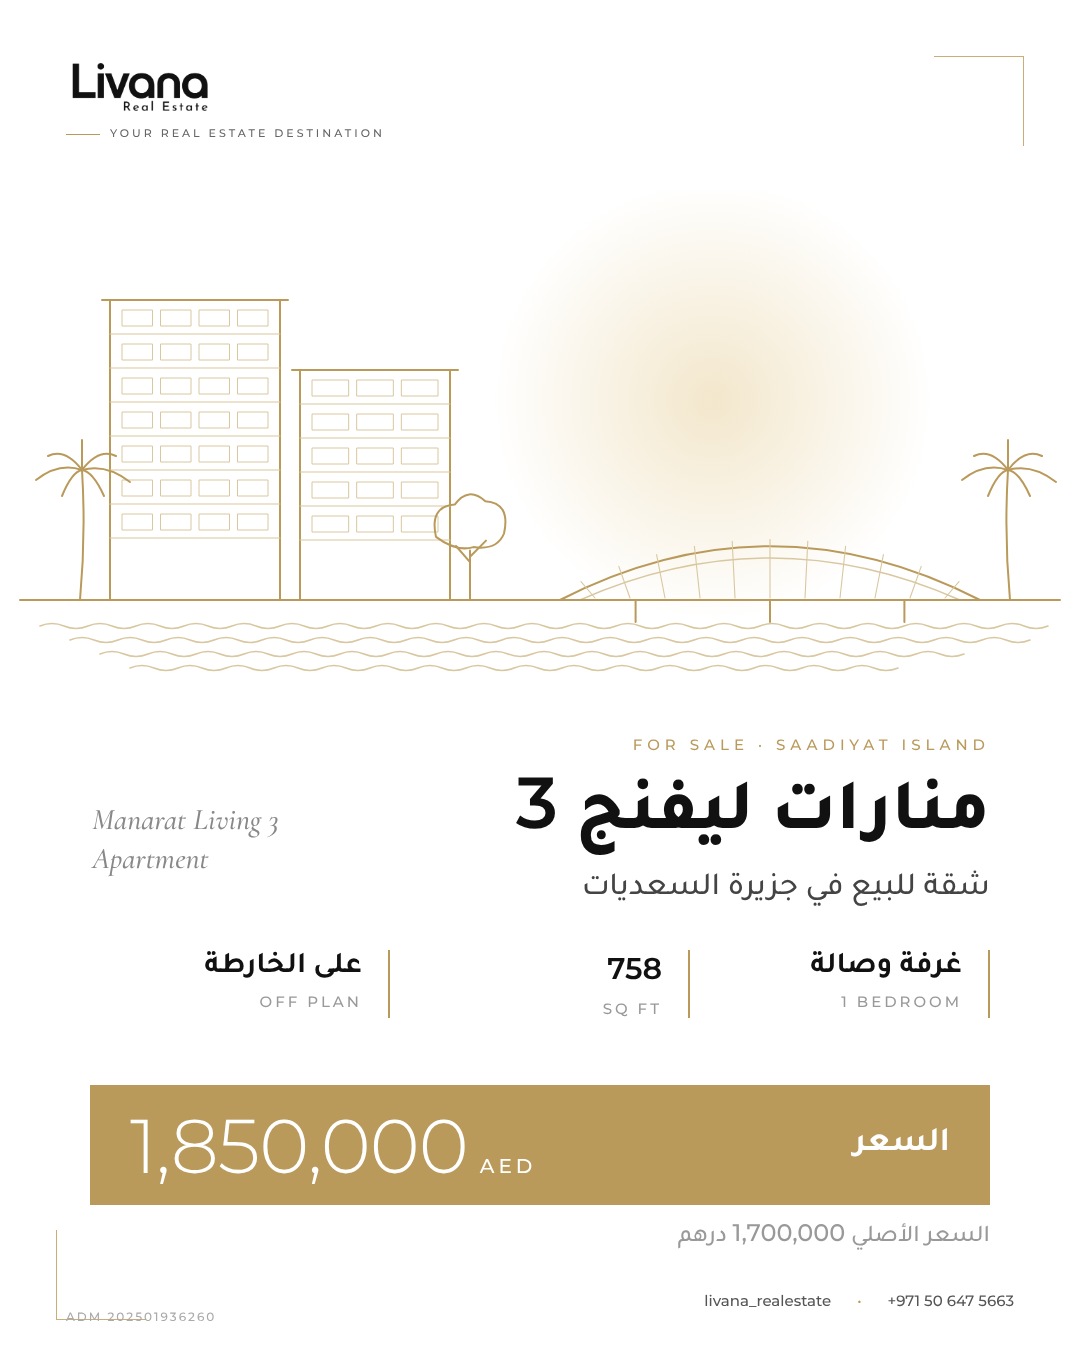 Livana
Real Estate
YOUR REAL ESTATE DESTINATION
FOR SALE · SAADIYAT ISLAND
منارات ليفنج 3
Manarat Living 3
Apartment
شقة للبيع في جزيرة السعديات
غرفة وصالة
1 BEDROOM
758
SQ FT
على الخارطة
OFF PLAN
السعر
1,850,000 AED
السعر الأصلي 1,700,000 درهم
livana_realestate · +971 50 647 5663
ADM 202501936260